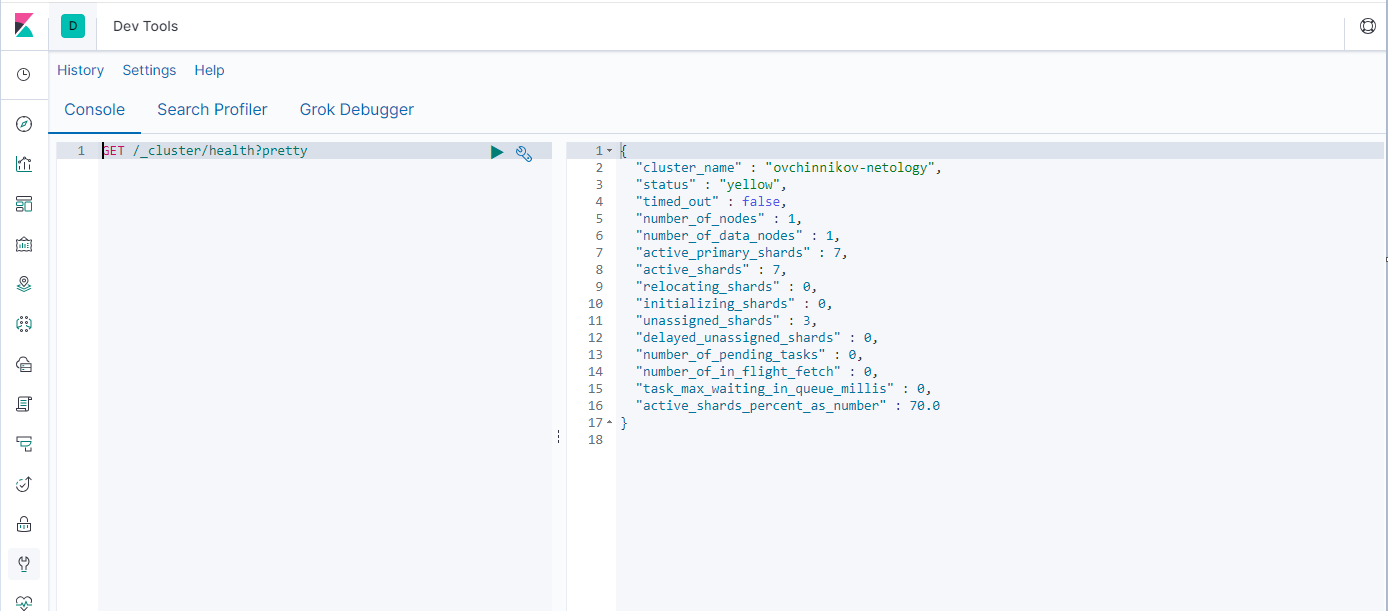 D
Dev Tools
History Settings Help
Console Search Profiler Grok Debugger
1 GET /_cluster/health?pretty
1 {
2 "cluster_name" : "ovchinnikov-netology",
3 "status" : "yellow",
4 "timed_out" : false,
5 "number_of_nodes" : 1,
6 "number_of_data_nodes" : 1,
7 "active_primary_shards" : 7,
8 "active_shards" : 7,
9 "relocating_shards" : 0,
10 "initializing_shards" : 0,
11 "unassigned_shards" : 3,
12 "delayed_unassigned_shards" : 0,
13 "number_of_pending_tasks" : 0,
14 "number_of_in_flight_fetch" : 0,
15 "task_max_waiting_in_queue_millis" : 0,
16 "active_shards_percent_as_number" : 70.0
17 }
18